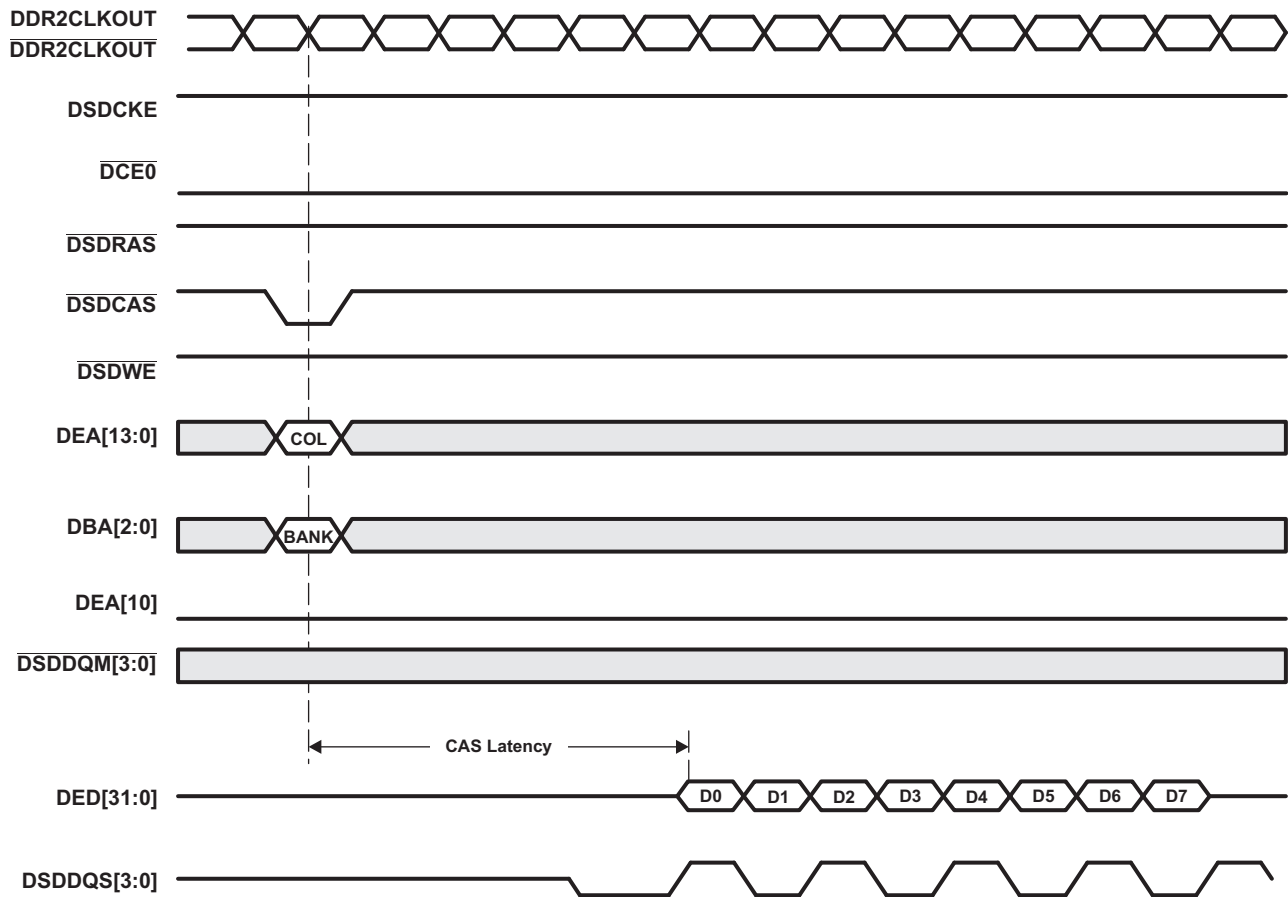 DDR2CLKOUT
DDR2CLKOUT
DSDCKE
DCE0
DSDRAS
DSDCAS
DSDWE
DEA[13:0]
COL
DBA[2:0]
BANK
DEA[10]
DSDDQM[3:0]
CAS Latency
DED[31:0]
D0 D1 D2 D3 D4 D5 D6 D7
DSDDQS[3:0]